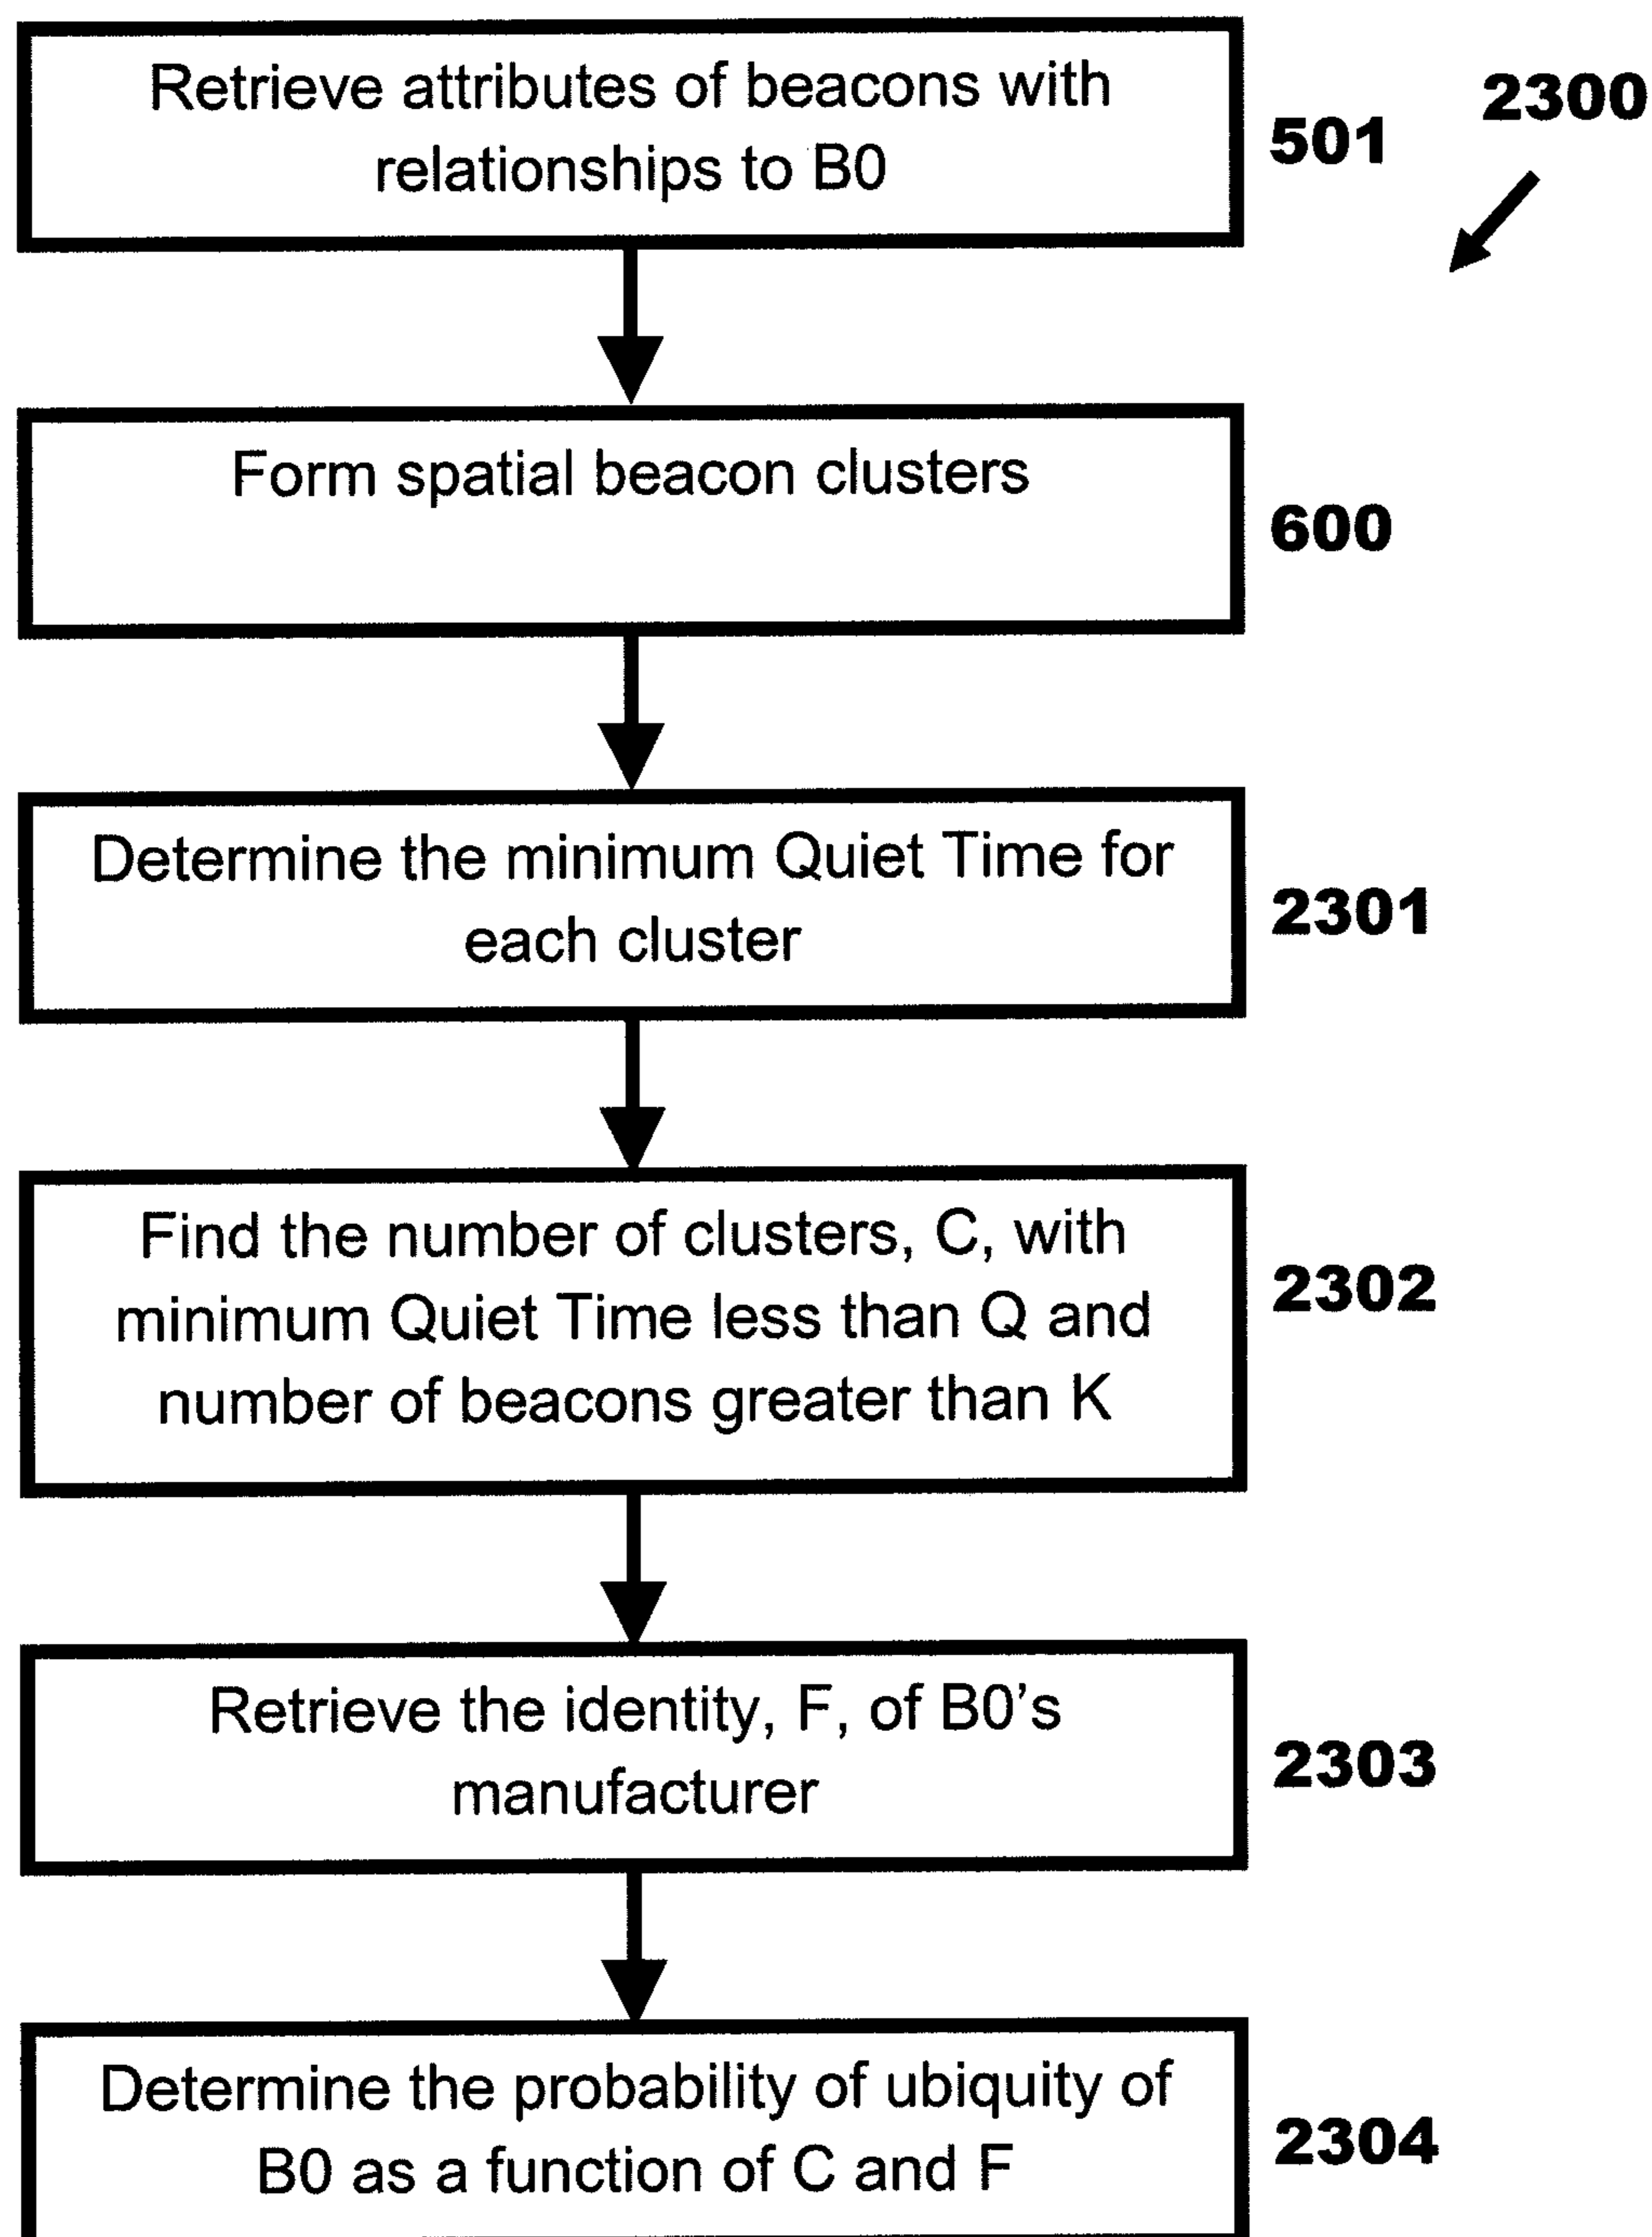 Retrieve attributes of beacons with
relationships to B0
501
2300
Form spatial beacon clusters
600
Determine the minimum Quiet Time for
each cluster
2301
Find the number of clusters, C, with
minimum Quiet Time less than Q and
number of beacons greater than K
2302
Retrieve the identity, F, of B0's
manufacturer
2303
Determine the probability of ubiquity of
B0 as a function of C and F
2304